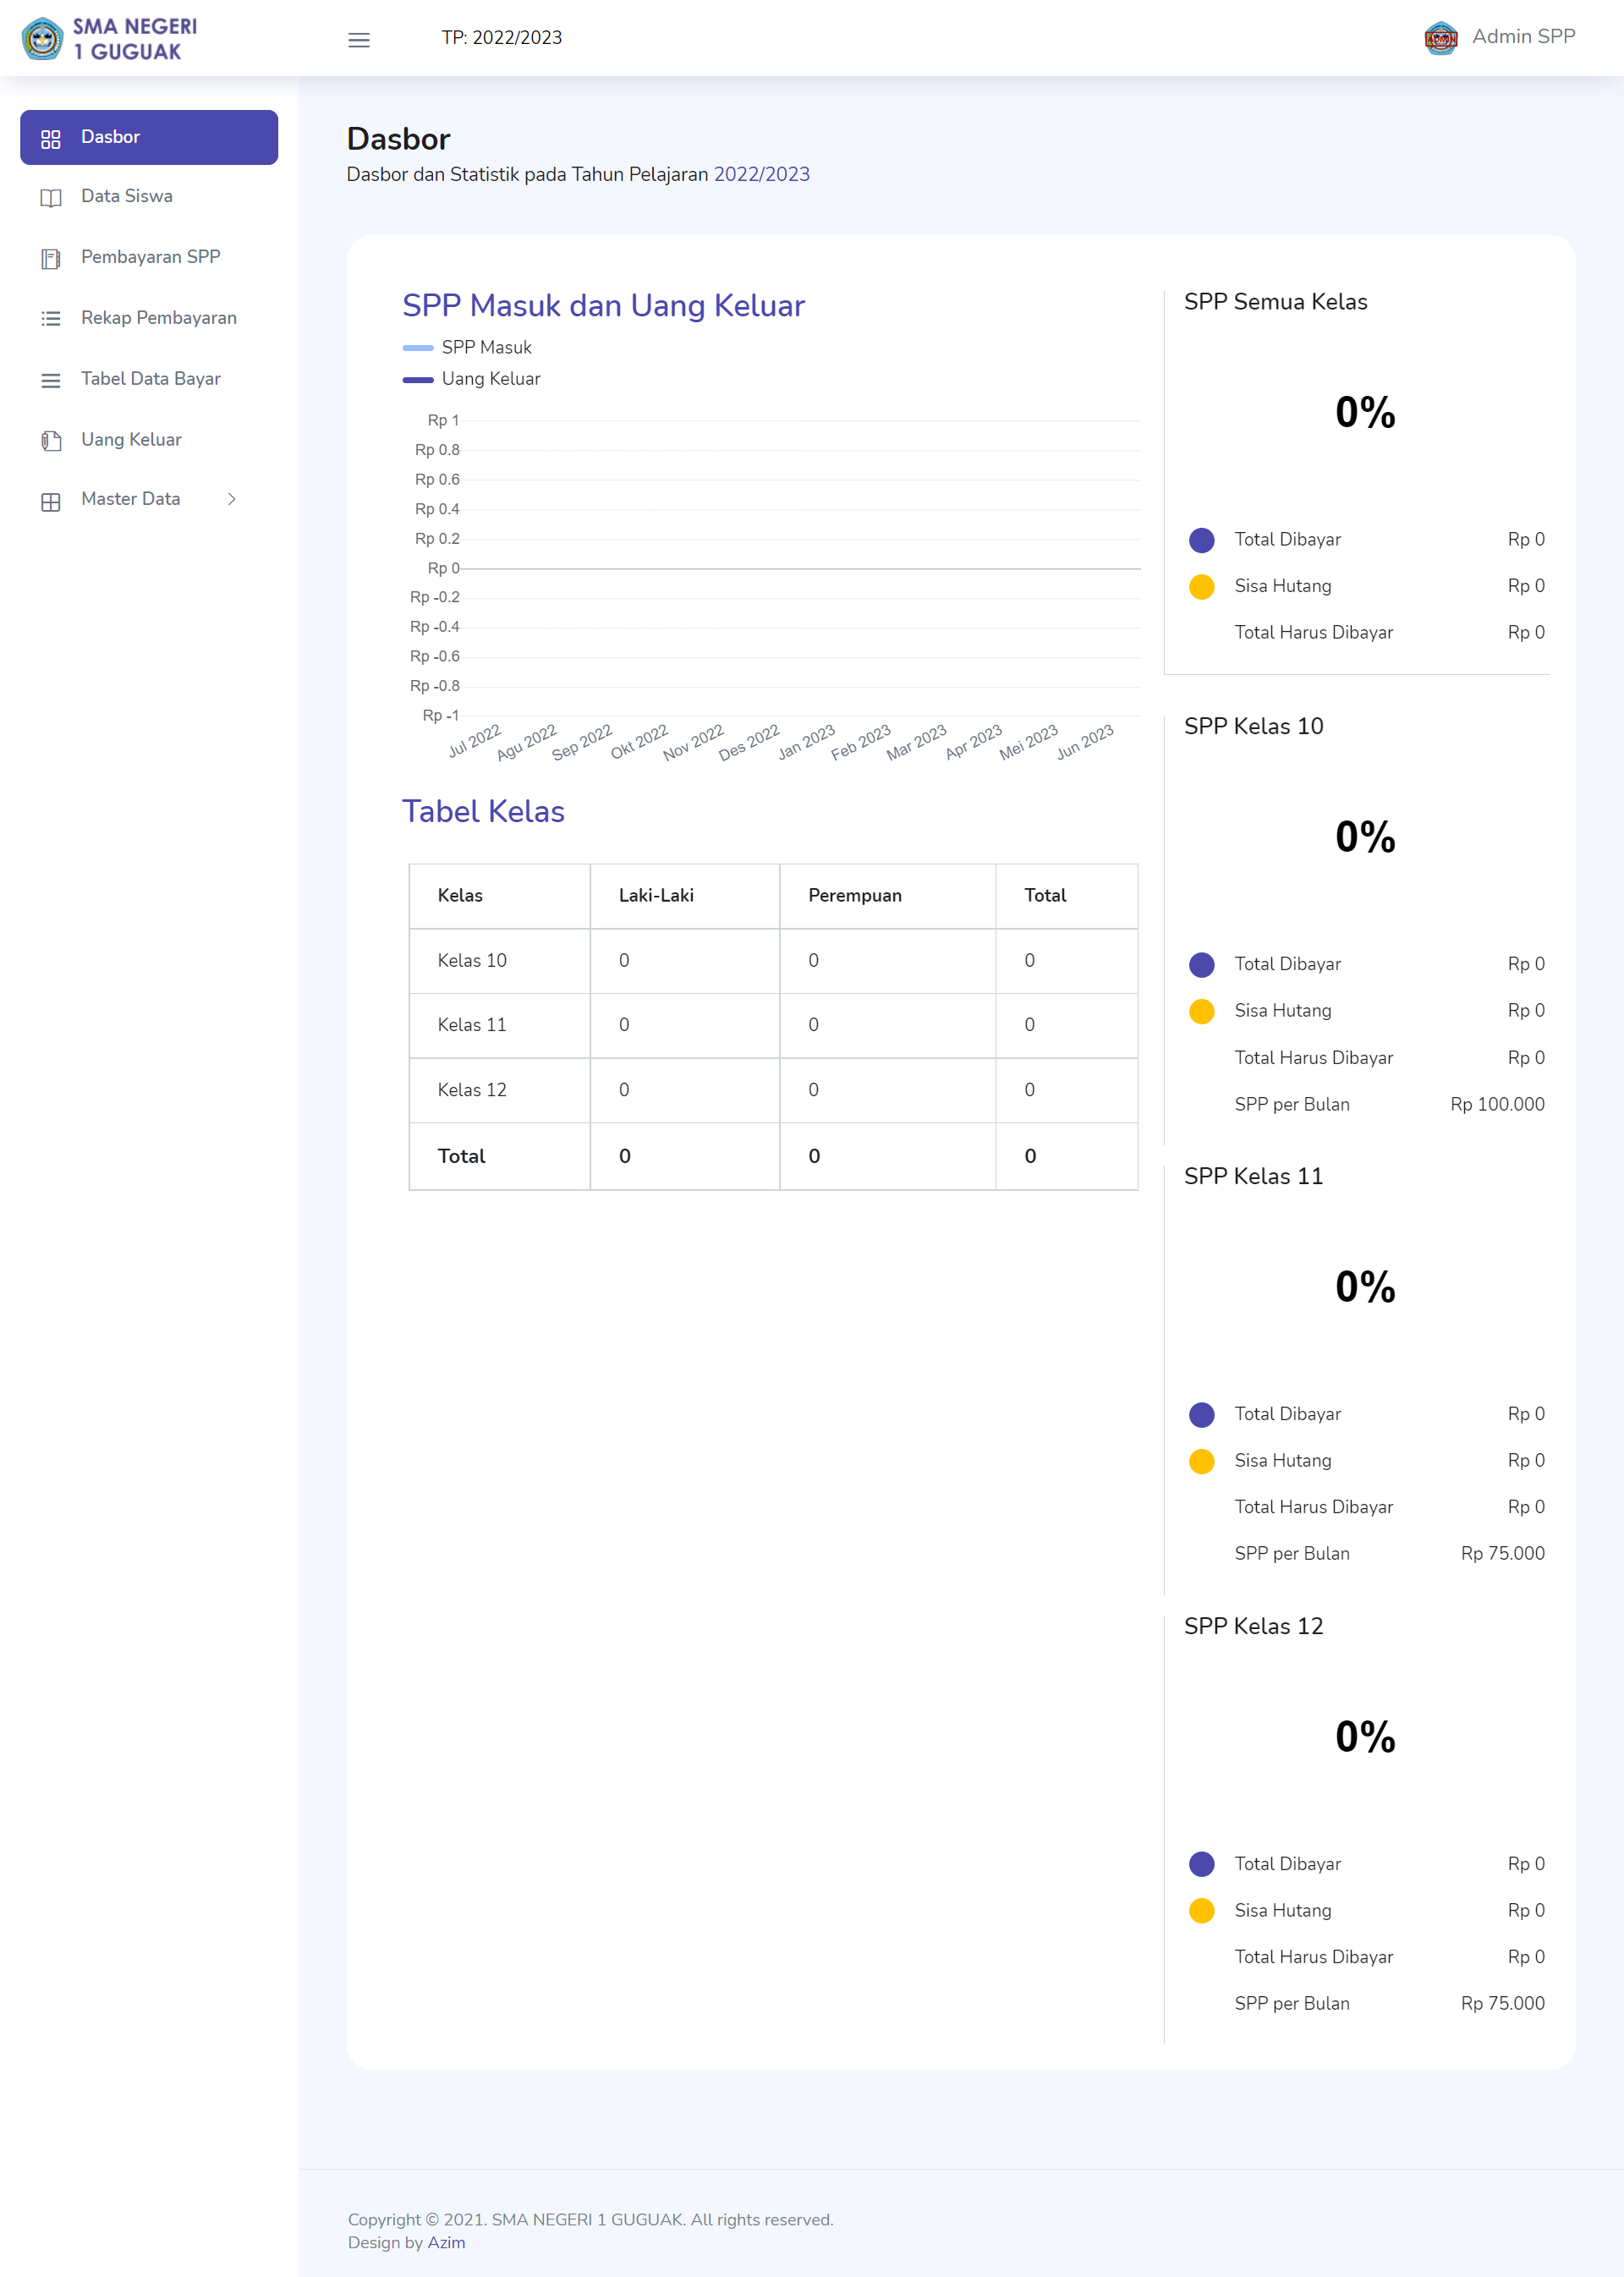 SMA NEGERI
1 GUGUAK
TP: 2022/2023
ADMIN
Admin SPP
Dasbor
Data Siswa
Pembayaran SPP
Rekap Pembayaran
Tabel Data Bayar
Uang Keluar
Master Data
Dasbor
Dasbor dan Statistik pada Tahun Pelajaran 2022/2023
SPP Masuk dan Uang Keluar
SPP Masuk
Uang Keluar
Rp 1
Rp 0.8
Rp 0.6
Rp 0.4
Rp 0.2
Rp 0
Rp -0.2
Rp -0.4
Rp -0.6
Rp -0.8
Rp -1
Jul 2022 Agu 2022 Sep 2022 Okt 2022 Nov 2022 Des 2022 Jan 2023 Feb 2023 Mar 2023 Apr 2023 Mei 2023 Jun 2023
Tabel Kelas
Kelas Laki-Laki Perempuan Total
Kelas 10 0 0 0
Kelas 11 0 0 0
Kelas 12 0 0 0
Total 0 0 0
SPP Semua Kelas
0%
Total Dibayar Rp 0
Sisa Hutang Rp 0
Total Harus Dibayar Rp 0
SPP Kelas 10
0%
Total Dibayar Rp 0
Sisa Hutang Rp 0
Total Harus Dibayar Rp 0
SPP per Bulan Rp 100.000
SPP Kelas 11
0%
Total Dibayar Rp 0
Sisa Hutang Rp 0
Total Harus Dibayar Rp 0
SPP per Bulan Rp 75.000
SPP Kelas 12
0%
Total Dibayar Rp 0
Sisa Hutang Rp 0
Total Harus Dibayar Rp 0
SPP per Bulan Rp 75.000
Copyright © 2021. SMA NEGERI 1 GUGUAK. All rights reserved.
Design by Azim